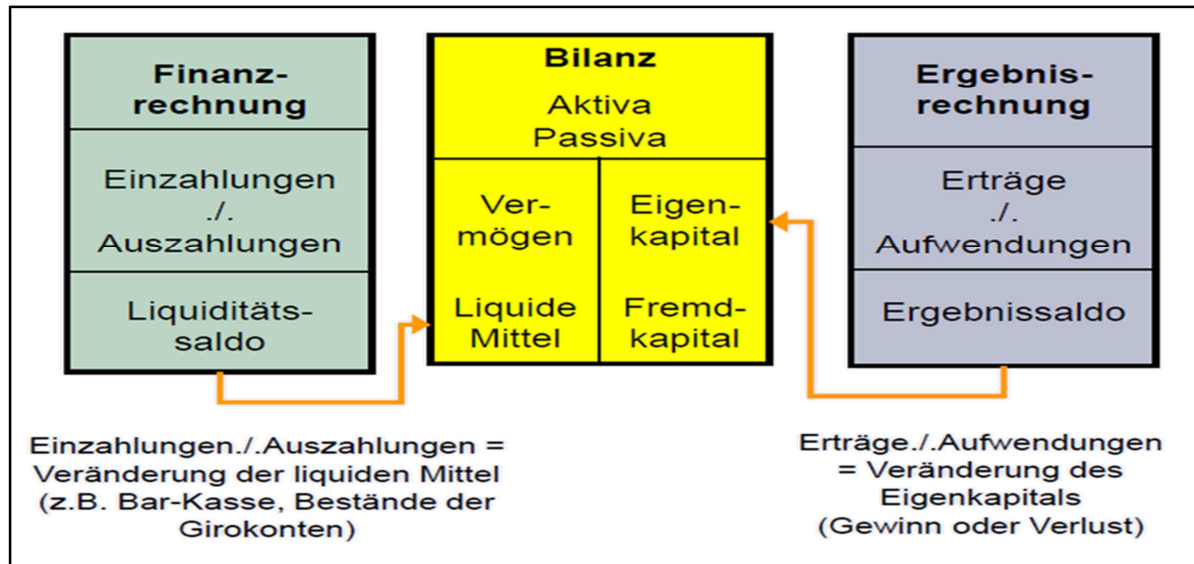 Finanz-
rechnung
Einzahlungen
./.
Auszahlungen
Liquiditäts-
saldo
Bilanz
Aktiva
Passiva
Ver-
mögen
Liquide
Mittel
Eigen-
kapital
Fremd-
kapital
Ergebnis-
rechnung
Erträge
./.
Aufwendungen
Ergebnissaldo
Einzahlungen./.Auszahlungen =
Veränderung der liquiden Mittel
(z.B. Bar-Kasse, Bestände der
Girokonten)
Erträge./.Aufwendungen
= Veränderung des
Eigenkapitals
(Gewinn oder Verlust)